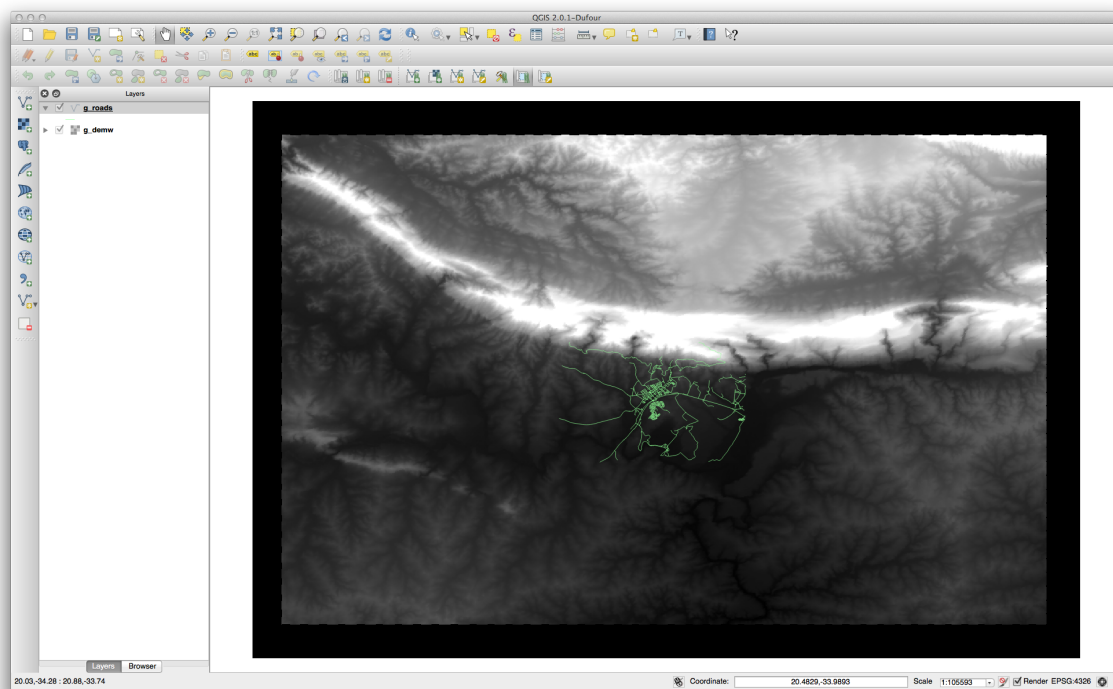 QGIS 2.0.1-Dufour
Layers
g_roads
g_demw
Layers Browser
20.03,-34.28 : 20.88,-33.74
Coordinate: 20.4829,-33.9893 Scale 1:105593 Render EPSG:4326